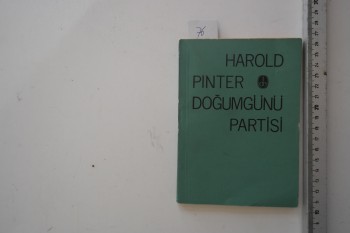 HAROLD
PINTER
DOĞUMGÜNÜ
PARTİSİ